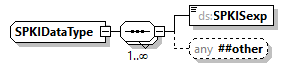 SPKIDataType
ds:SPKISexp
any ##other
1..∞